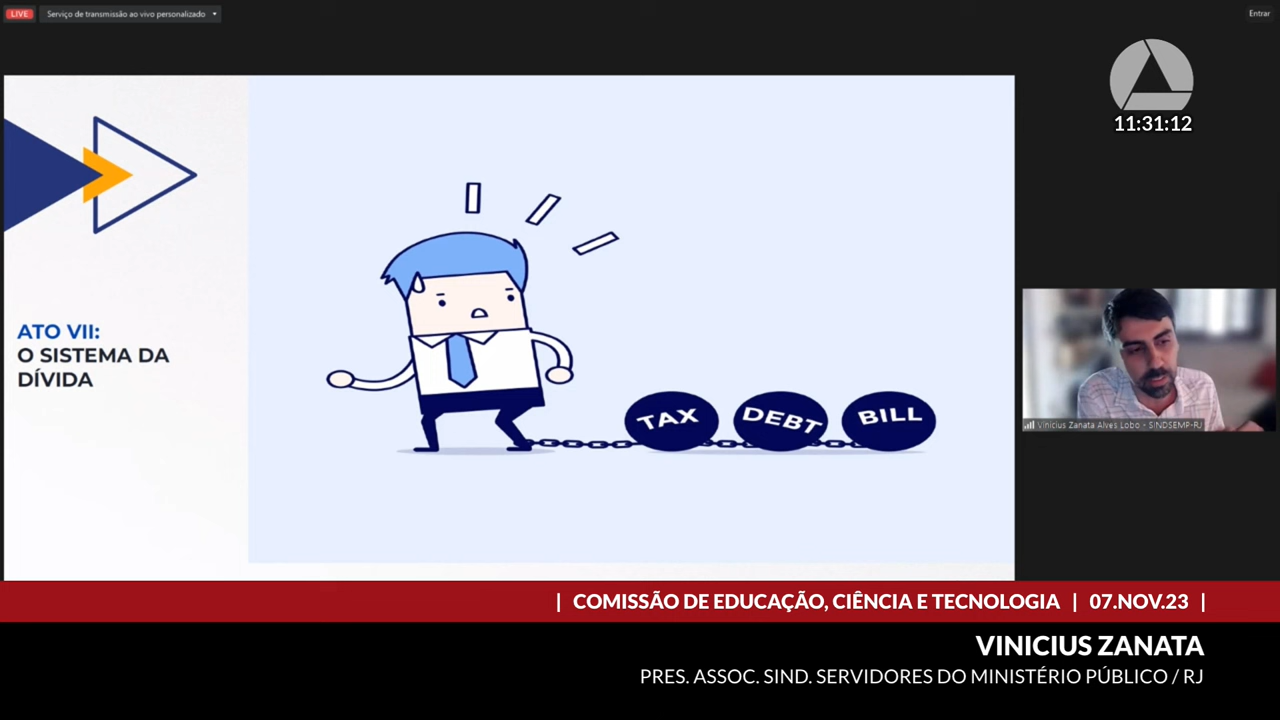 LIVE
Serviço de transmissão ao vivo personalizado
Entrar
11:31:12
ATO VII:
O SISTEMA DA
DÍVIDA
TAX
DEBT
BILL
Vinícius Zanata Alves Lobo - SINDSEMP-RJ
| COMISSÃO DE EDUCAÇÃO, CIÊNCIA E TECNOLOGIA | 07.NOV.23 |
VINICIUS ZANATA
PRES. ASSOC. SIND. SERVIDORES DO MINISTÉRIO PÚBLICO / RJ